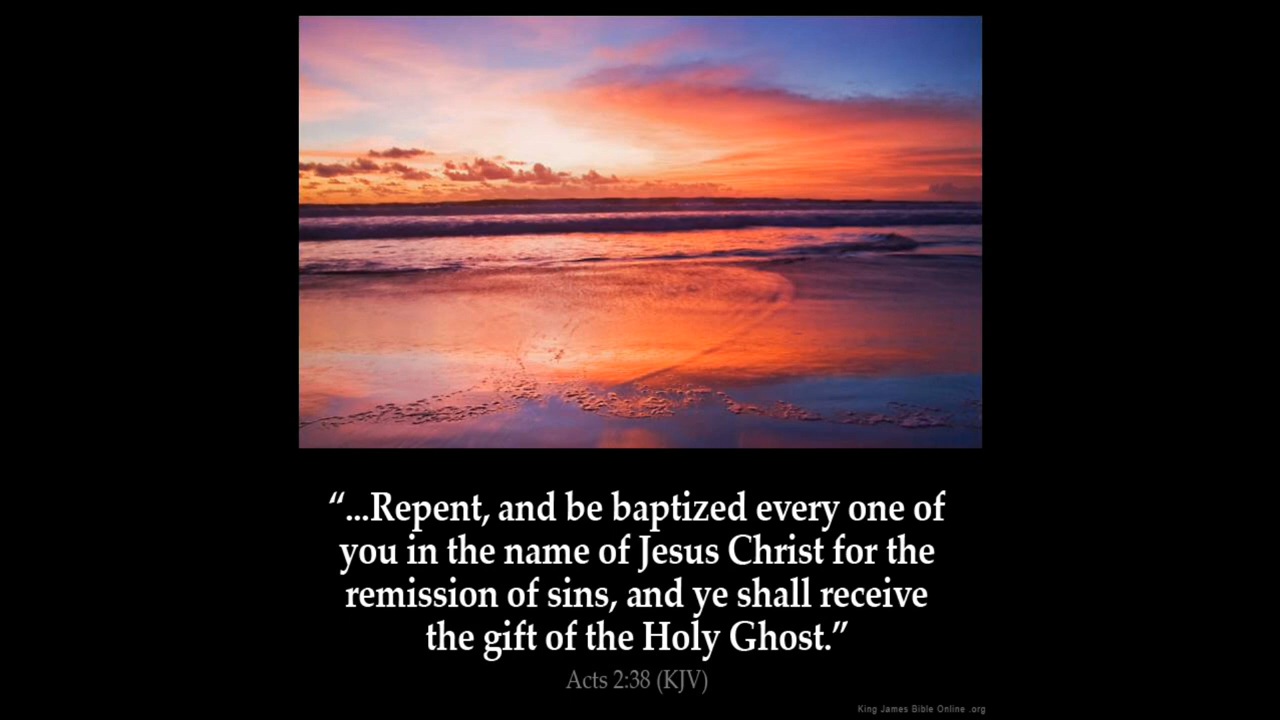 “...Repent, and be baptized every one of
you in the name of Jesus Christ for the
remission of sins, and ye shall receive
the gift of the Holy Ghost.”
Acts 2:38 (KJV)
King James Bible Online .org